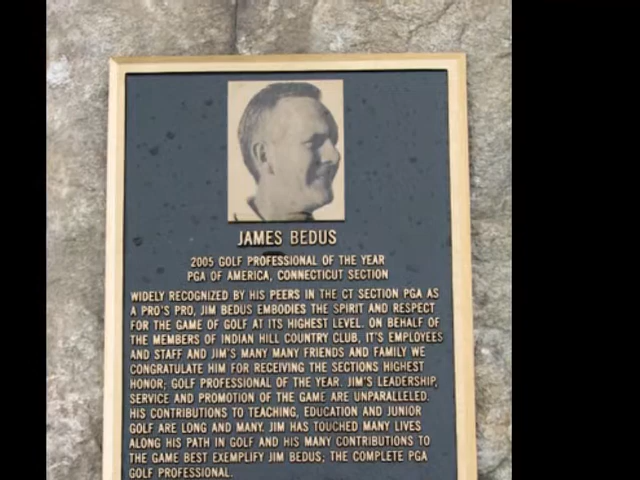 JAMES BEDUS
2005 GOLF PROFESSIONAL OF THE YEAR
PGA OF AMERICA, CONNECTICUT SECTION
WIDELY RECOGNIZED BY HIS PEERS IN THE CT SECTION PGA AS
A PRO'S PRO, JIM BEDUS EMBODIES THE SPIRIT AND RESPECT
FOR THE GAME OF GOLF AT ITS HIGHEST LEVEL. ON BEHALF OF
THE MEMBERS OF INDIAN HILL COUNTRY CLUB, IT'S EMPLOYEES
AND STAFF AND JIM'S MANY MANY FRIENDS AND FAMILY WE
CONGRATULATE HIM FOR RECEIVING THE SECTIONS HIGHEST
HONOR; GOLF PROFESSIONAL OF THE YEAR. JIM'S LEADERSHIP,
SERVICE AND PROMOTION OF THE GAME ARE UNPARALLELED.
HIS CONTRIBUTIONS TO TEACHING, EDUCATION AND JUNIOR
GOLF ARE LONG AND MANY. JIM HAS TOUCHED MANY LIVES
ALONG HIS PATH IN GOLF AND HIS MANY CONTRIBUTIONS TO
THE GAME BEST EXEMPLIFY JIM BEDUS; THE COMPLETE PGA
GOLF PROFESSIONAL.